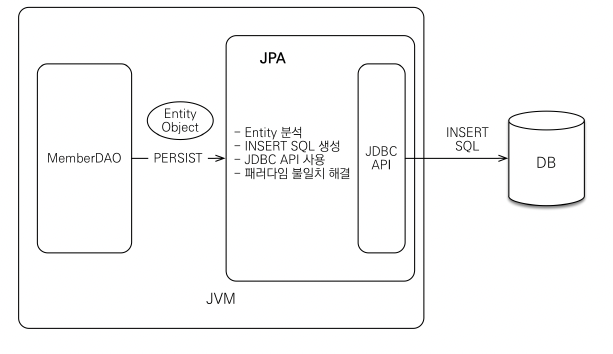 JPA
Entity
Object
MemberDAO
PERSIST
- Entity 분석
- INSERT SQL 생성
- JDBC API 사용
- 패러다임 불일치 해결
JDBC
API
INSERT
SQL
DB
JVM